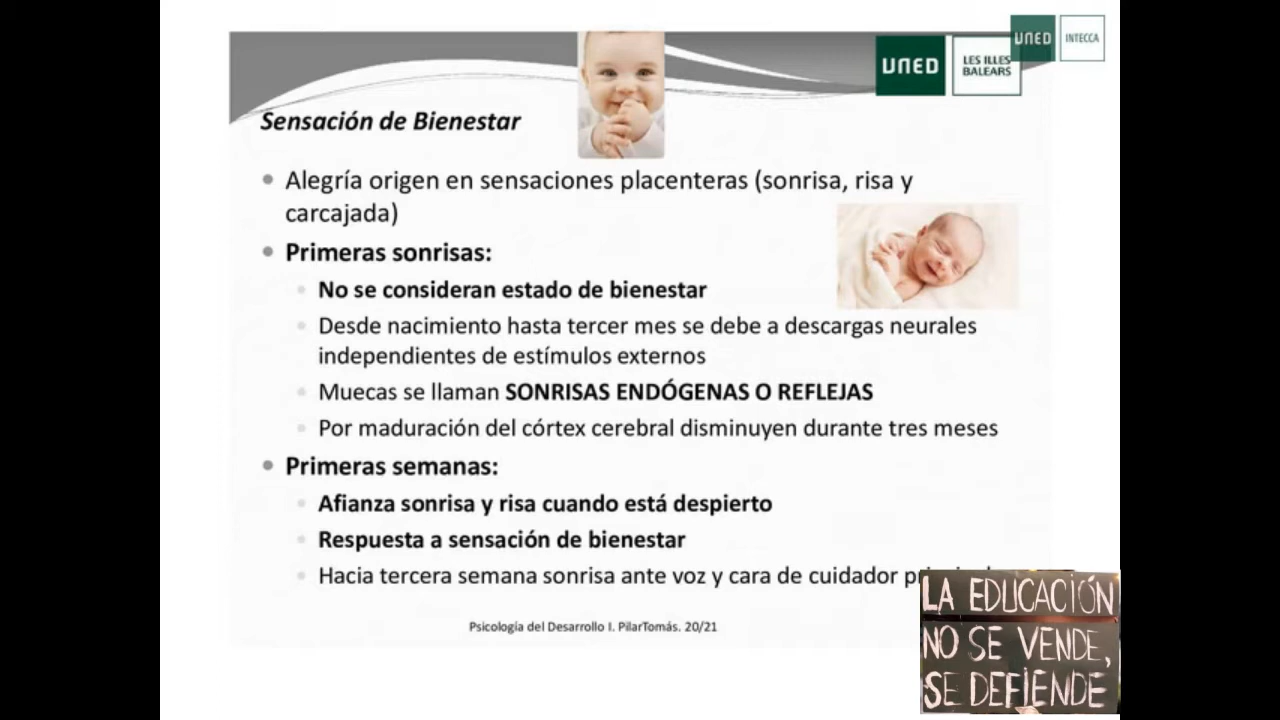 UNED
INTECCA
UNED
LES ILLES
BALEARS
Sensación de Bienestar
Alegría origen en sensaciones placenteras (sonrisa, risa y
carcajada)
Primeras sonrisas:
No se consideran estado de bienestar
Desde nacimiento hasta tercer mes se debe a descargas neurales
independientes de estímulos externos
Muecas se llaman SONRISAS ENDÓGENAS O REFLEJAS
Por maduración del córtex cerebral disminuyen durante tres meses
Primeras semanas:
Afianza sonrisa y risa cuando está despierto
Respuesta a sensación de bienestar
Hacia tercera semana sonrisa ante voz y cara de cuidador
Psicología del Desarrollo I. PilarTomás. 20/21
LA EDUCACIÓN
NO SE VENDE,
SE DEFIENDE